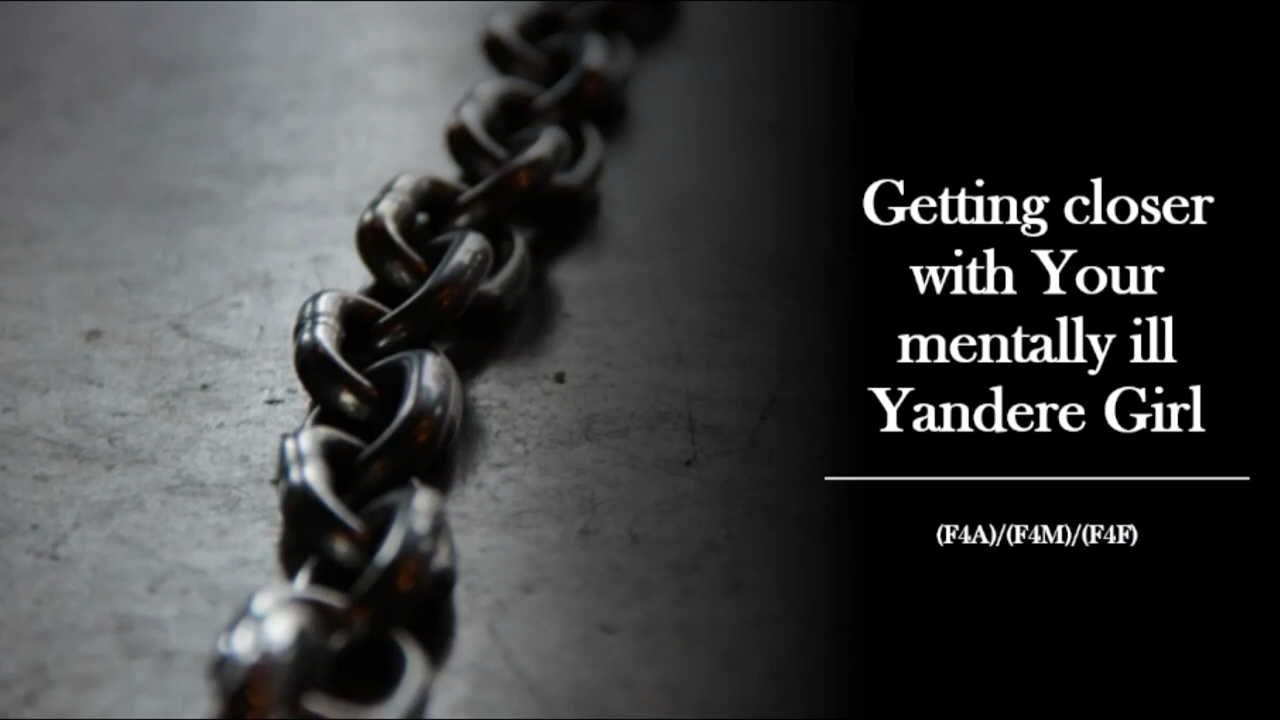 Getting closer
with Your
mentally ill
Yandere Girl
(F4A)/(F4M)/(F4F)